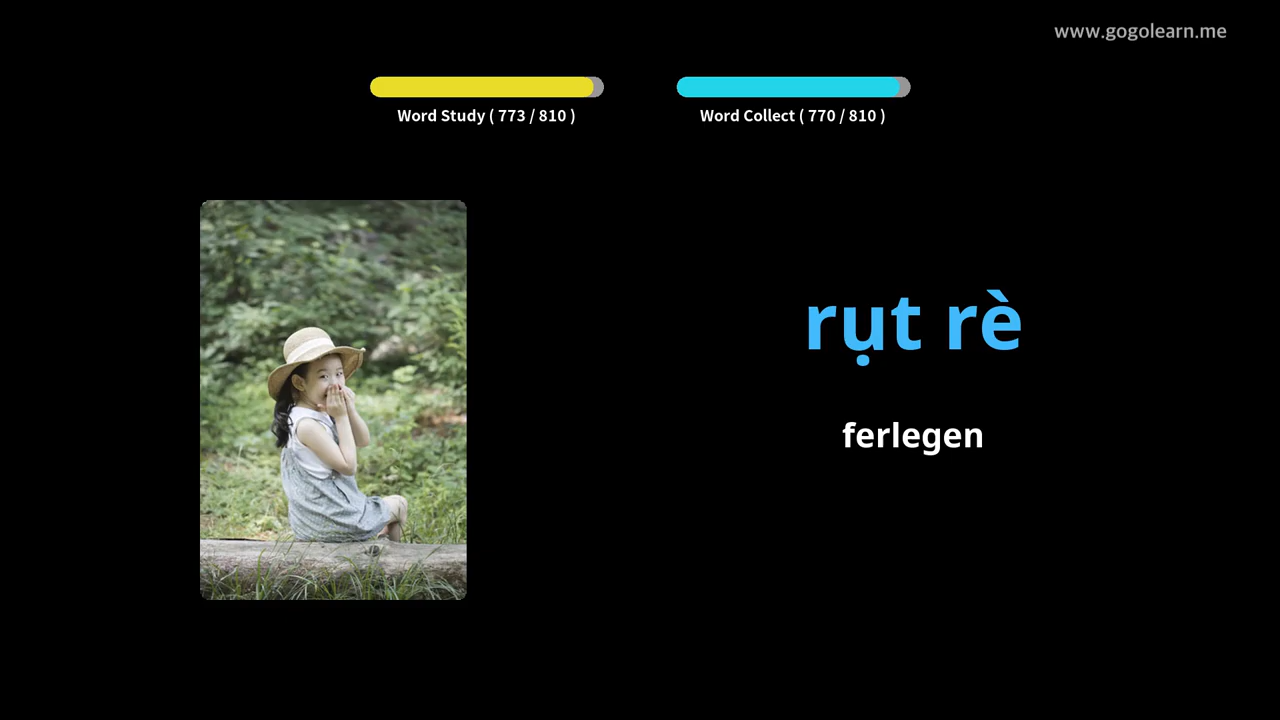 www.gogolearn.me
Word Study ( 773 / 810 )
Word Collect ( 770 / 810 )
rụt rè
ferlegen